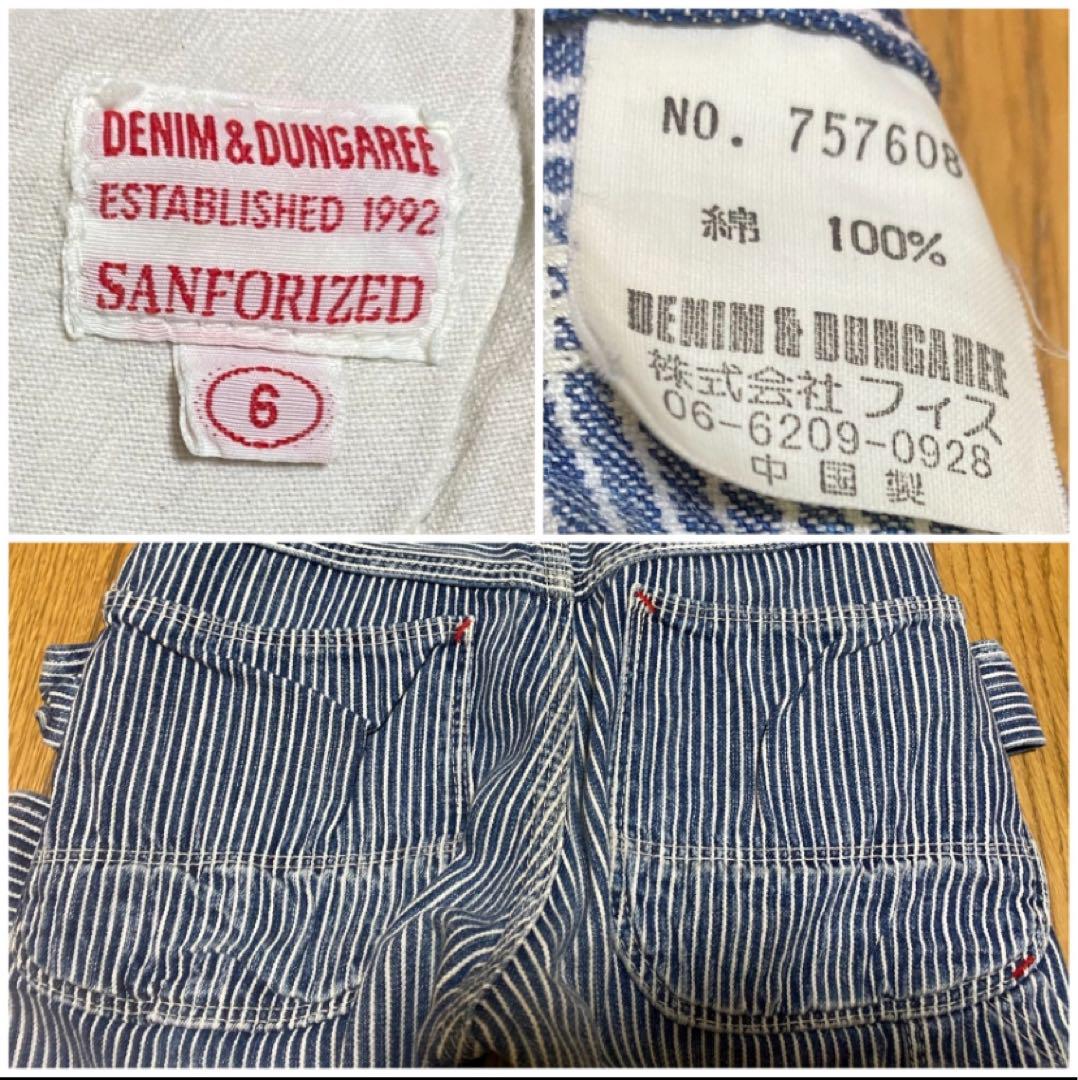 DENIM & DUNGAREE
ESTABLISHED 1992
SANFORIZED
6
NO. 757608
綿 100%
DENIM & DUNGAREE
株式会社 フィス
06-6209-0928
中国製